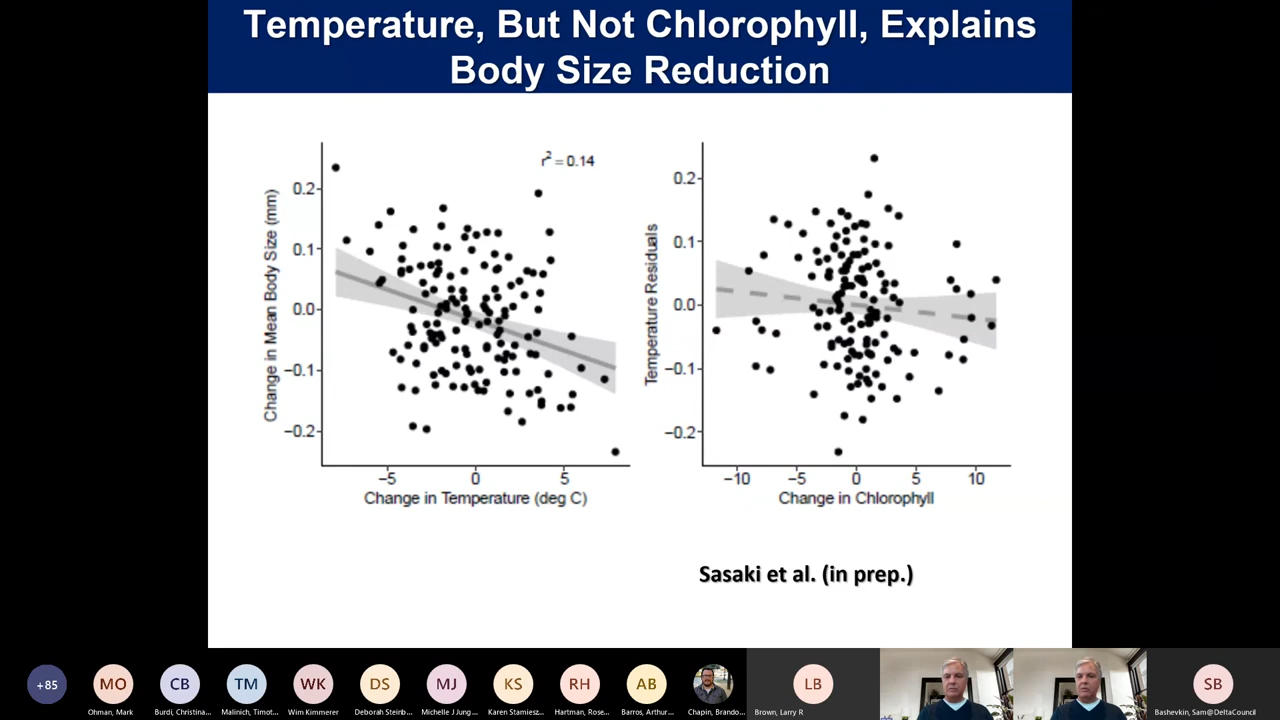 Temperature, But Not Chlorophyll, Explains
Body Size Reduction
r² = 0.14
Change in Mean Body Size (mm)
0.2
0.1
0.0
−0.1
−0.2
−5
0
5
Change in Temperature (deg C)
Temperature Residuals
0.2
0.1
0.0
−0.1
−0.2
−10
−5
0
5
10
Change in Chlorophyll
Sasaki et al. (in prep.)
+85
MO
CB
TM
WK
DS
MJ
KS
RH
AB
LB
SB
Ohman, Mark
Burdi, Christina...
Malinich, Timot...
Wim Kimmerer
Deborah Steinb...
Michelle J Jung...
Karen Stamiesz...
Hartman, Rose...
Barros, Arthur...
Chapin, Brando...
Brown, Larry R
Bashevkin, Sam@DeltaCouncil